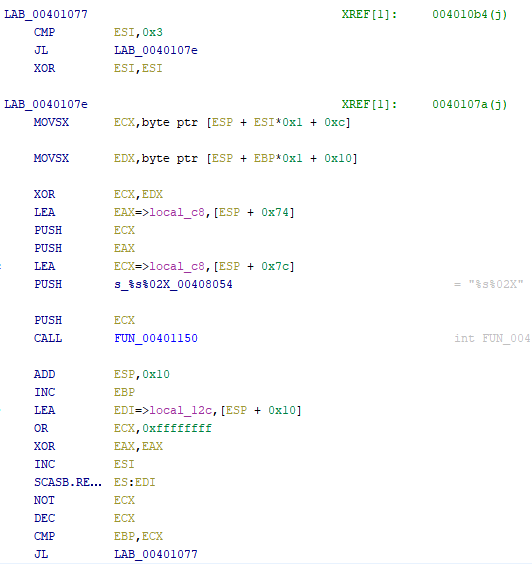 LAB_00401077 XREF[1]: 004010b4(j)
CMP ESI,0x3
JL LAB_0040107e
XOR ESI,ESI
LAB_0040107e XREF[1]: 0040107a(j)
MOVSX ECX,byte ptr [ESP + ESI*0x1 + 0xc]
MOVSX EDX,byte ptr [ESP + EBP*0x1 + 0x10]
XOR ECX,EDX
LEA EAX=>local_c8,[ESP + 0x74]
PUSH ECX
PUSH EAX
LEA ECX=>local_c8,[ESP + 0x7c]
PUSH s_%s%02X_00408054 = "%s%02X"
PUSH ECX
CALL FUN_00401150 int FUN_004
ADD ESP,0x10
INC EBP
LEA EDI=>local_12c,[ESP + 0x10]
OR ECX,0xffffffff
XOR EAX,EAX
INC ESI
SCASB.RE... ES:EDI
NOT ECX
DEC ECX
CMP EBP,ECX
JL LAB_00401077